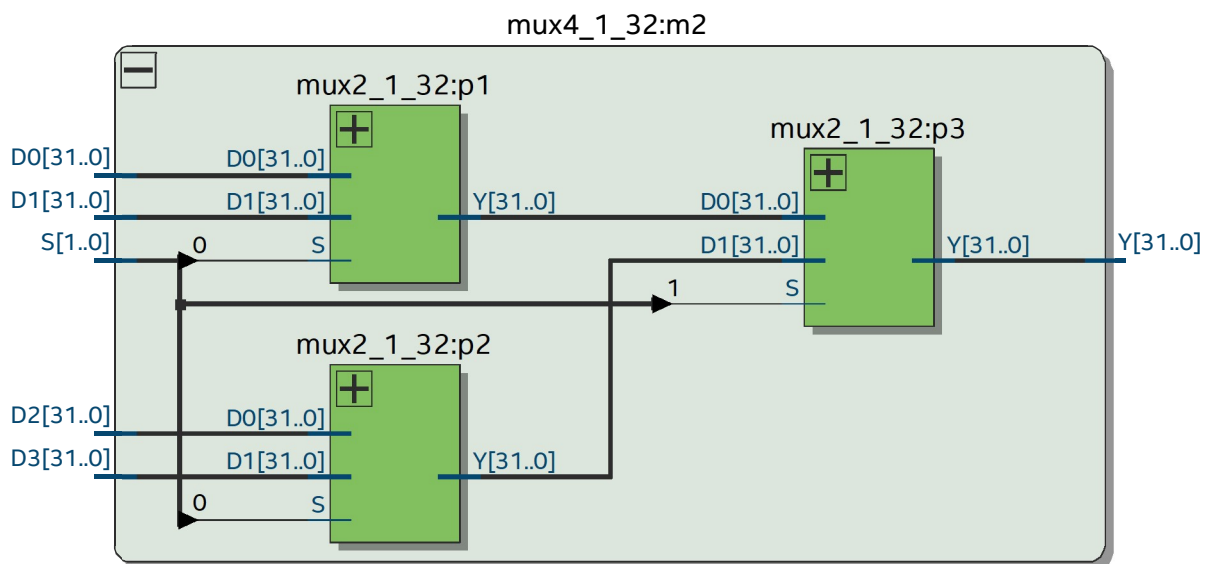 mux4_1_32:m2
mux2_1_32:p1
D0[31..0]
D1[31..0]
S[1..0]
D0[31..0]
D1[31..0]
0
S
Y[31..0]
mux2_1_32:p3
D0[31..0]
D1[31..0]
1
S
Y[31..0]
Y[31..0]
mux2_1_32:p2
D2[31..0]
D3[31..0]
D0[31..0]
D1[31..0]
0
S
Y[31..0]